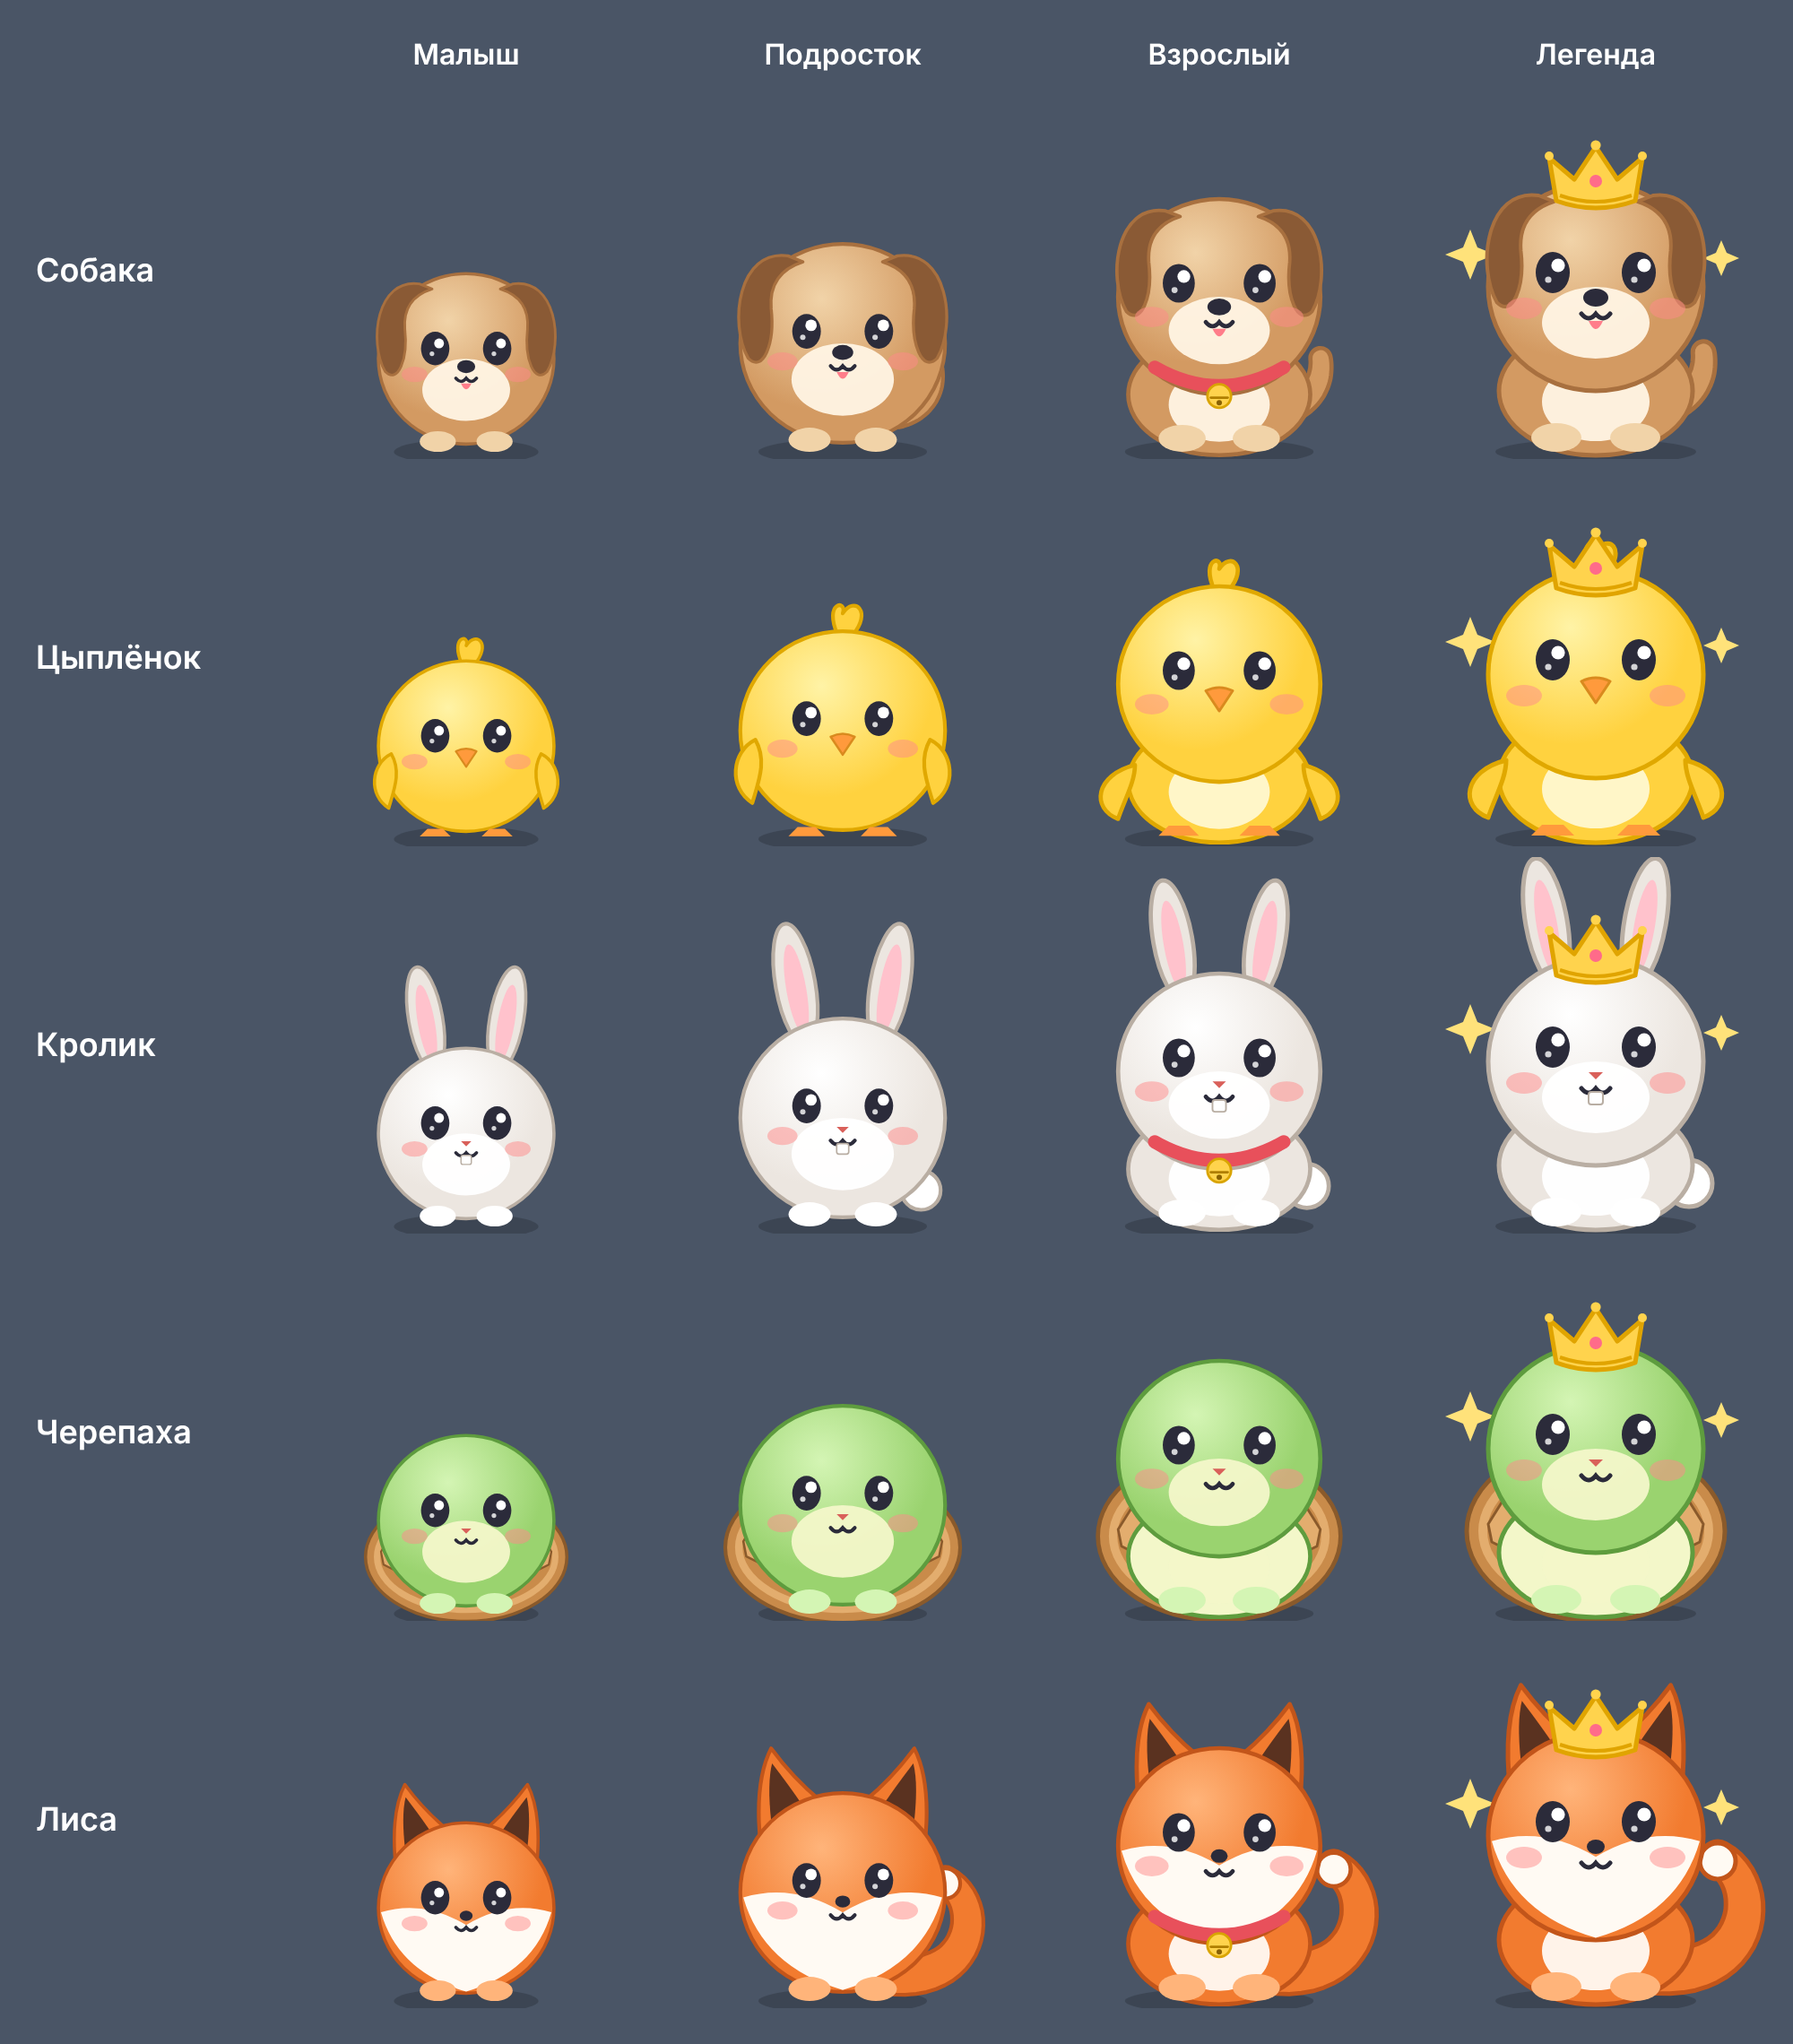 Малыш Подросток Взрослый Легенда
Собака
Цыплёнок
Кролик
Черепаха
Лиса